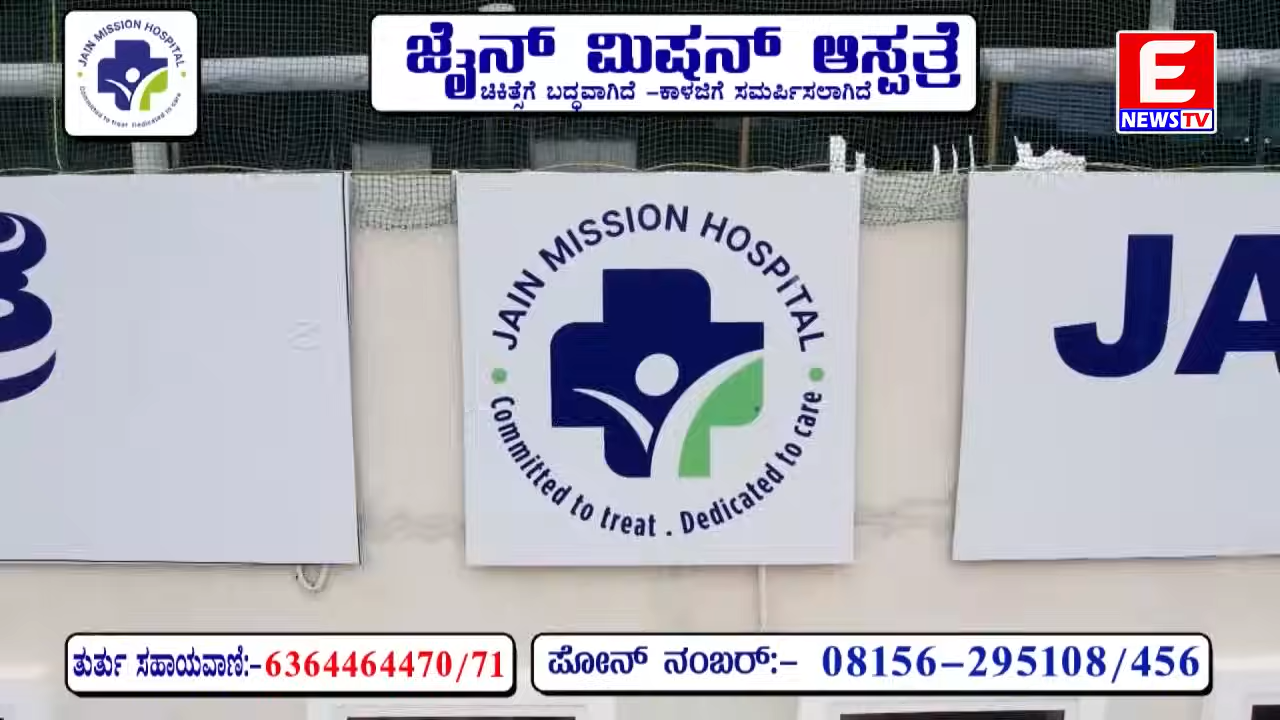 JAIN MISSION HOSPITAL
Committed to treat Dedicated to care
ಜೈನ್ ಮಿಷನ್ ಆಸ್ಪತ್ರೆ
ಚಿಕಿತ್ಸೆಗೆ ಬದ್ಧವಾಗಿದೆ -ಕಾಳಜಿಗೆ ಸಮರ್ಪಿಸಲಾಗಿದೆ
E
NEWS TV
JAIN MISSION HOSPITAL
Committed to treat . Dedicated to care
JA
ತುರ್ತು ಸಹಾಯವಾಣಿ:-6364464470/71
ಫೋನ್ ನಂಬರ್:- 08156-295108/456